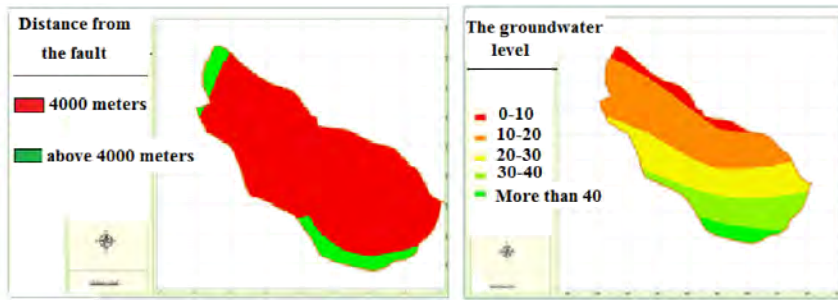 Distance from
the fault
4000 meters
above 4000 meters
The groundwater
level
0-10
10-20
20-30
30-40
More than 40